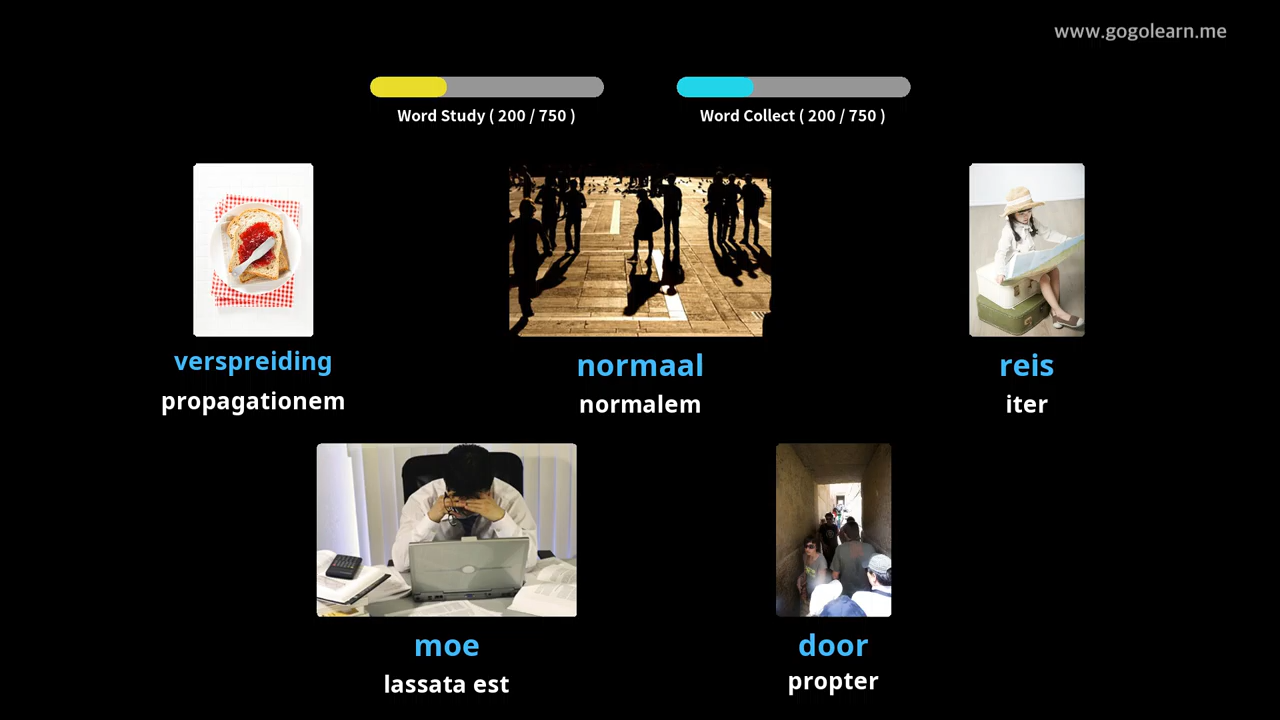 www.gogolearn.me
Word Study ( 200 / 750 )
Word Collect ( 200 / 750 )
verspreiding
propagationem
normaal
normalem
reis
iter
moe
lassata est
door
propter